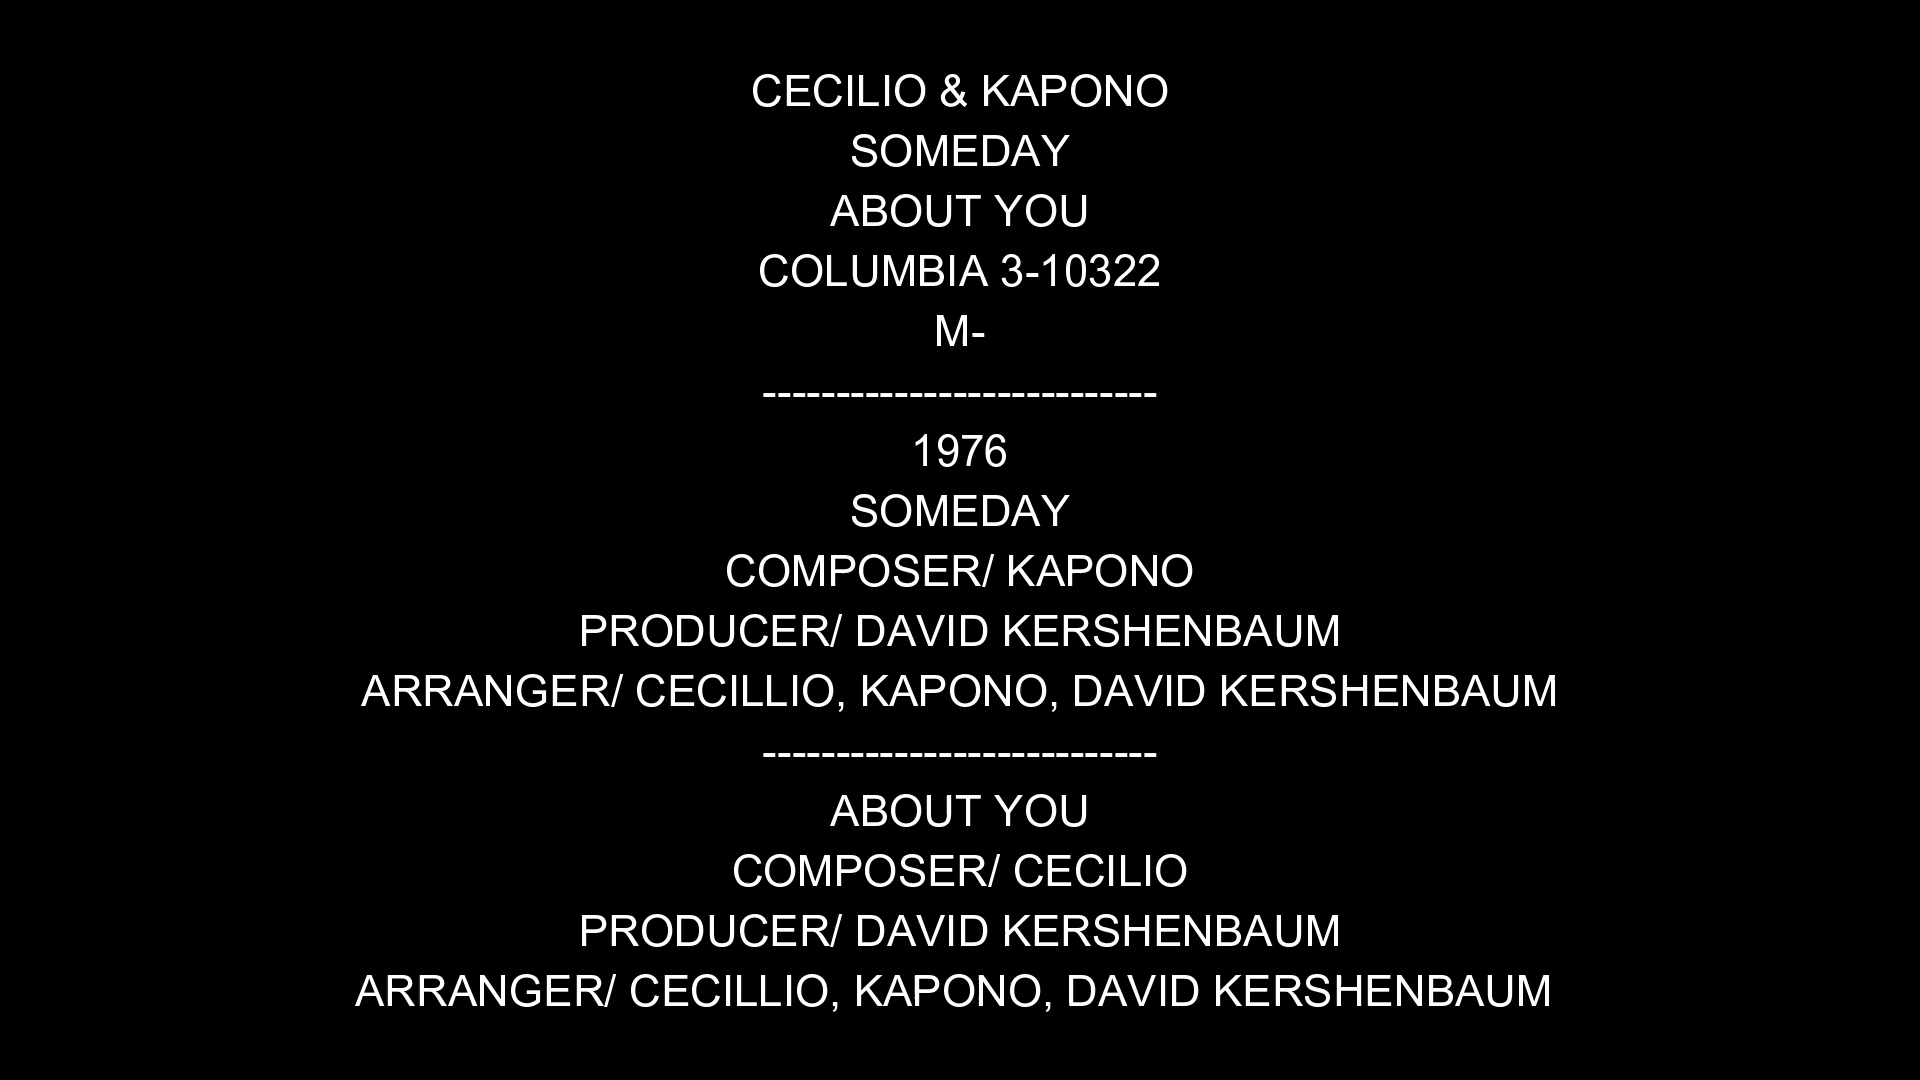 CECILIO & KAPONO
SOMEDAY
ABOUT YOU
COLUMBIA 3-10322
M-
---------------------------
1976
SOMEDAY
COMPOSER/ KAPONO
PRODUCER/ DAVID KERSHENBAUM
ARRANGER/ CECILLIO, KAPONO, DAVID KERSHENBAUM
---------------------------
ABOUT YOU
COMPOSER/ CECILIO
PRODUCER/ DAVID KERSHENBAUM
ARRANGER/ CECILLIO, KAPONO, DAVID KERSHENBAUM